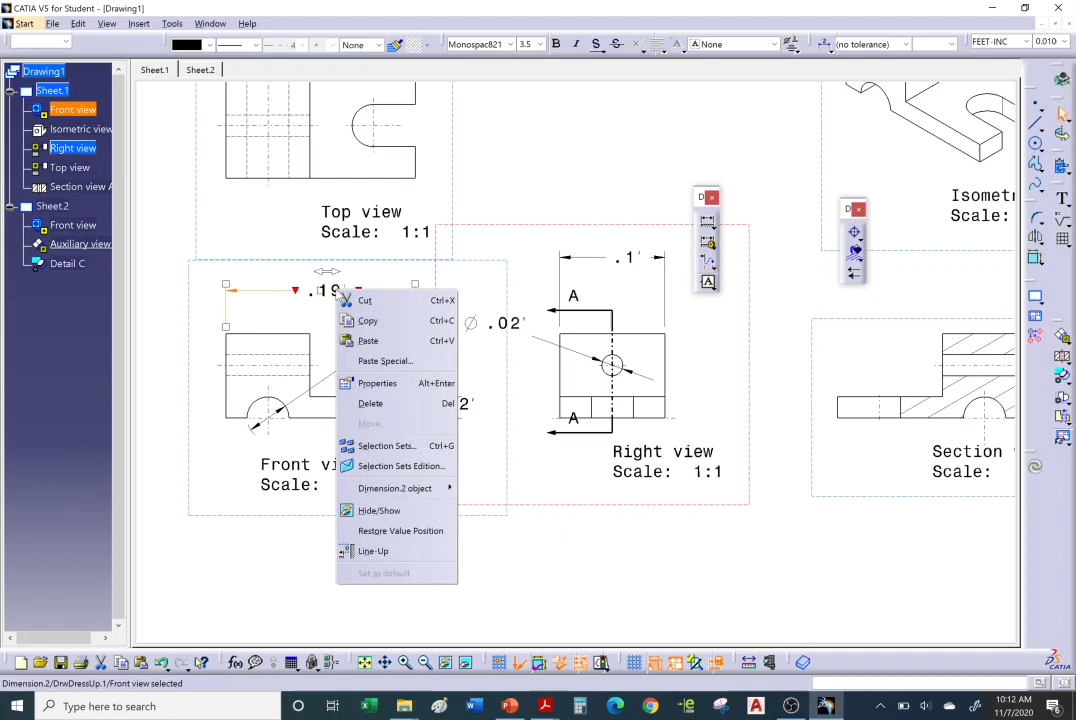 CATIA V5 for Student - [Drawing1]
Start File Edit View Insert Tools Window Help
None Monospac821 3.5 B I S S None (no tolerance) FEET-INC 0.010
Drawing1
Sheet.1
Front view
Isometric view
Right view
Top view
Section view A
Sheet.2
Front view
Auxiliary view
Detail C
Sheet.1 Sheet.2
Top view
Scale: 1:1
Isomet
Scale:
D
D
.19'
.1'
A
Ø .02'
A
2'
Front vi
Scale:
Right view
Scale: 1:1
Section
Scale:
Cut Ctrl+X
Copy Ctrl+C
Paste Ctrl+V
Paste Special...
Properties Alt+Enter
Delete Del
Move...
Selection Sets... Ctrl+G
Selection Sets Edition...
Dimension.2 object
Hide/Show
Restore Value Position
Line-Up
Set as default
Dimension.2/DrwDressUp.1/Front view selected
Type here to search
10:12 AM
11/7/2020